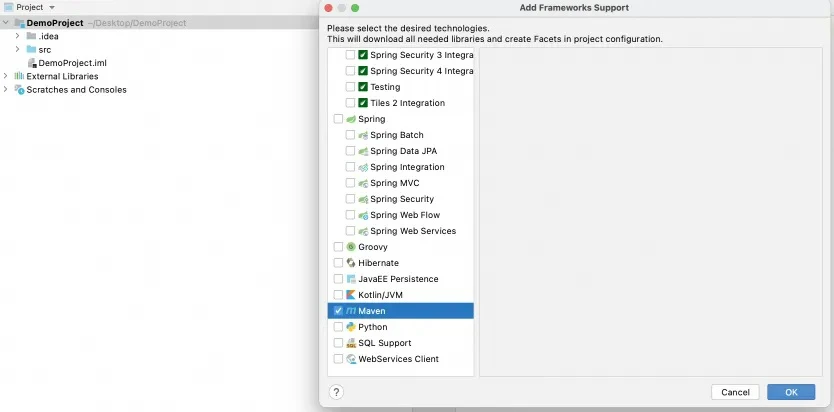 Project
DemoProject ~/Desktop/DemoProject
.idea
src
DemoProject.iml
External Libraries
Scratches and Consoles
Add Frameworks Support
Please select the desired technologies.
This will download all needed libraries and create Facets in project configuration.
Spring Security 3 Integra
Spring Security 4 Integra
Testing
Tiles 2 Integration
Spring
Spring Batch
Spring Data JPA
Spring Integration
Spring MVC
Spring Security
Spring Web Flow
Spring Web Services
Groovy
Hibernate
JavaEE Persistence
Kotlin/JVM
Maven
Python
SQL Support
WebServices Client
?
Cancel
OK